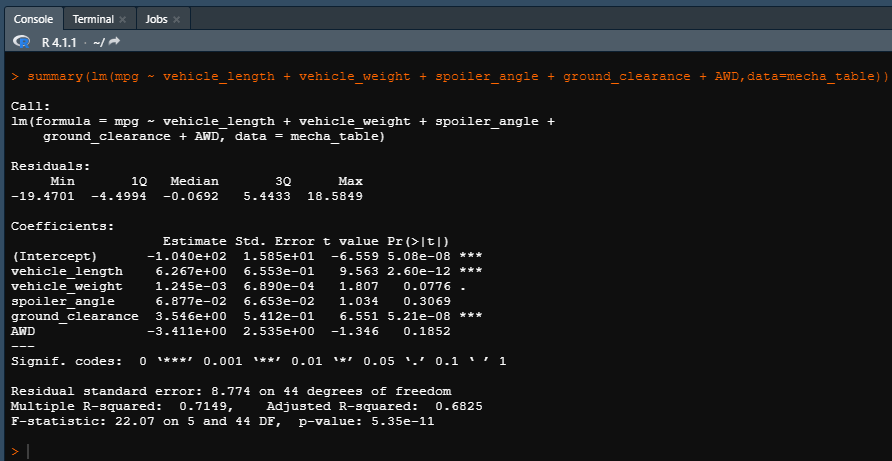 Console Terminal × Jobs ×
R 4.1.1 · ~/
> summary(lm(mpg ~ vehicle_length + vehicle_weight + spoiler_angle + ground_clearance + AWD,data=mecha_table))
Call:
lm(formula = mpg ~ vehicle_length + vehicle_weight + spoiler_angle +
    ground_clearance + AWD, data = mecha_table)
Residuals:
     Min       1Q   Median       3Q      Max
-19.4701  -4.4994  -0.0692   5.4433  18.5849
Coefficients:
                   Estimate Std. Error t value Pr(>|t|)
(Intercept)      -1.040e+02  1.585e+01  -6.559 5.08e-08 ***
vehicle_length    6.267e+00  6.553e-01   9.563 2.60e-12 ***
vehicle_weight    1.245e-03  6.890e-04   1.807   0.0776 .
spoiler_angle     6.877e-02  6.653e-02   1.034   0.3069
ground_clearance  3.546e+00  5.412e-01   6.551 5.21e-08 ***
AWD              -3.411e+00  2.535e+00  -1.346   0.1852
---
Signif. codes:  0 ‘***’ 0.001 ‘**’ 0.01 ‘*’ 0.05 ‘.’ 0.1 ‘ ’ 1
Residual standard error: 8.774 on 44 degrees of freedom
Multiple R-squared:  0.7149,    Adjusted R-squared:  0.6825
F-statistic: 22.07 on 5 and 44 DF,  p-value: 5.35e-11
>